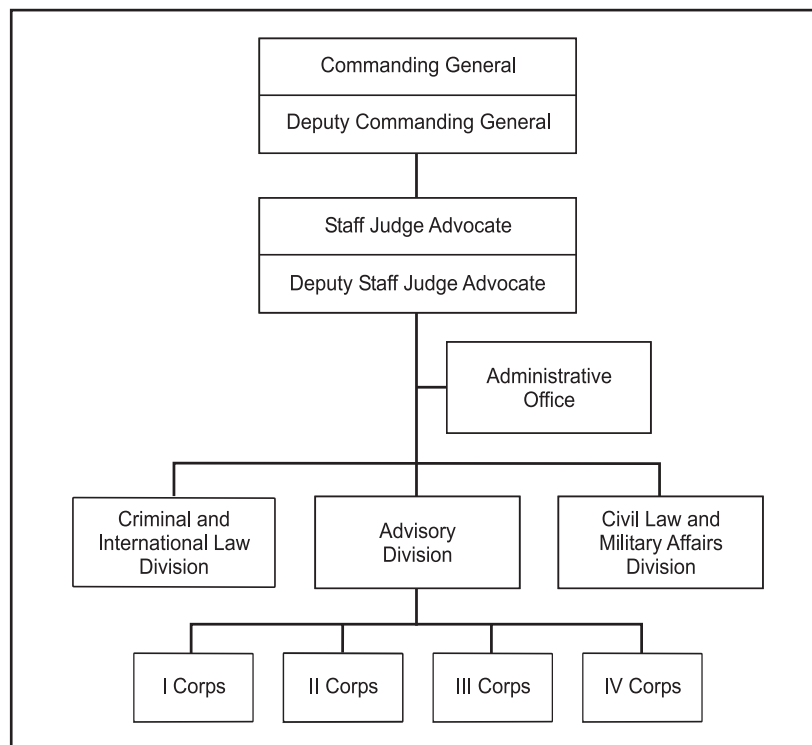 Commanding General
Deputy Commanding General
Staff Judge Advocate
Deputy Staff Judge Advocate
Administrative
Office
Criminal and
International Law
Division
Advisory
Division
Civil Law and
Military Affairs
Division
I Corps
II Corps
III Corps
IV Corps